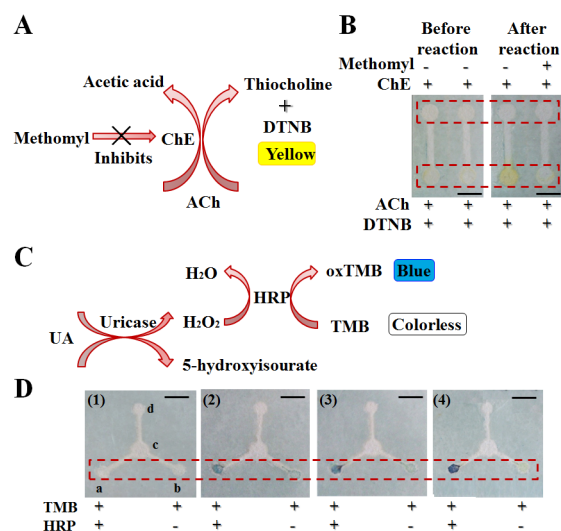 A
Acetic acid
Thiocholine
+
DTNB
Yellow
Methomyl
Inhibits
ChE
ACh
B
Before reaction
After reaction
Methomyl - - - +
ChE + + + +
ACh + + + +
DTNB + + + +
C
H₂O
oxTMB Blue
HRP
Uricase
H₂O₂
TMB Colorless
UA
5-hydroxyisourate
D
(1) (2) (3) (4)
d
c
a b
TMB + + + + + + + +
HRP + - + - + - + -